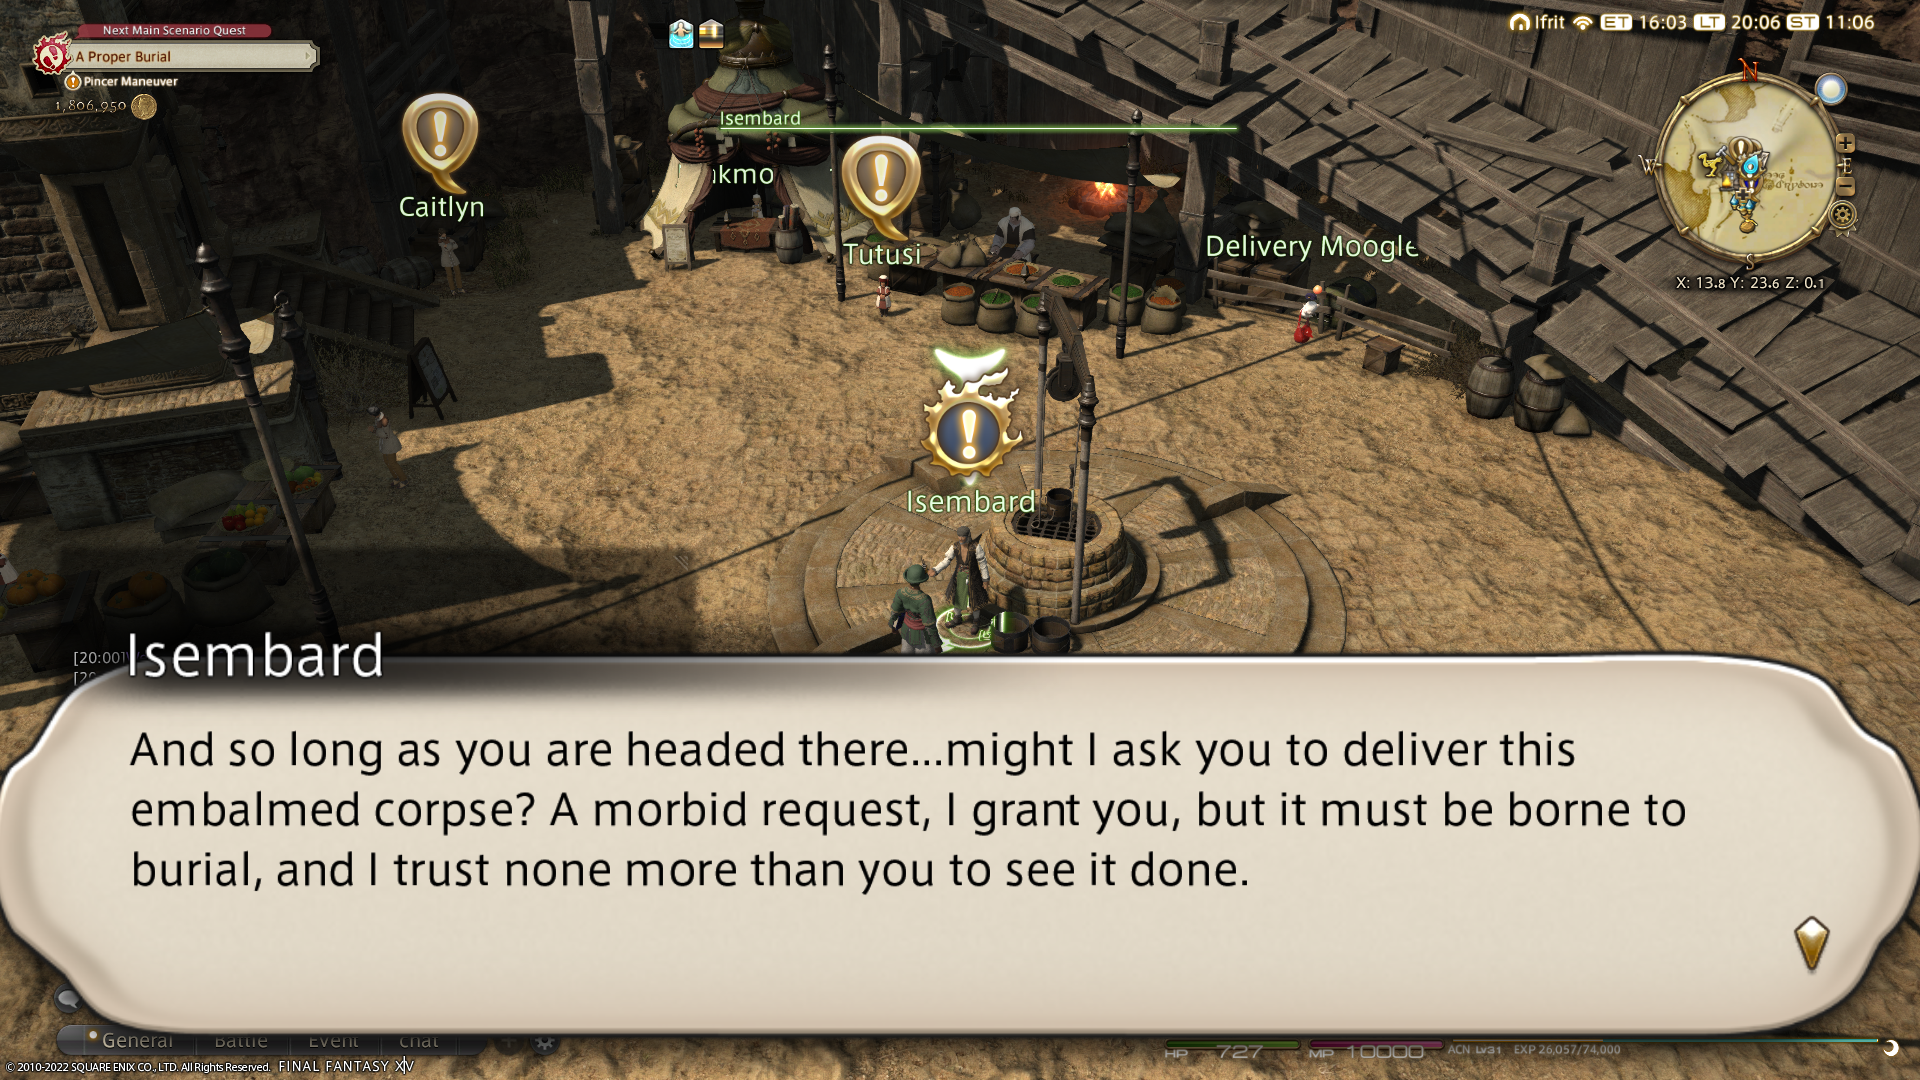 Next Main Scenario Quest
A Proper Burial
Pincer Maneuver
1,806,950
Ifrit ET 16:03 LT 20:06 ST 11:06
N
W
E
S
X: 13.8 Y: 23.6 Z: 0.1
Isembard
Caitlyn
Tutusi
Delivery Moogle
Isembard
[20:00]
Isembard
And so long as you are headed there...might I ask you to deliver this
embalmed corpse? A morbid request, I grant you, but it must be borne to
burial, and I trust none more than you to see it done.
General Battle Event Chat
HP 727 MP 10000 ACN Lv31 EXP 26,057/74,000
© 2010-2022 SQUARE ENIX CO., LTD. All Rights Reserved. FINAL FANTASY XIV